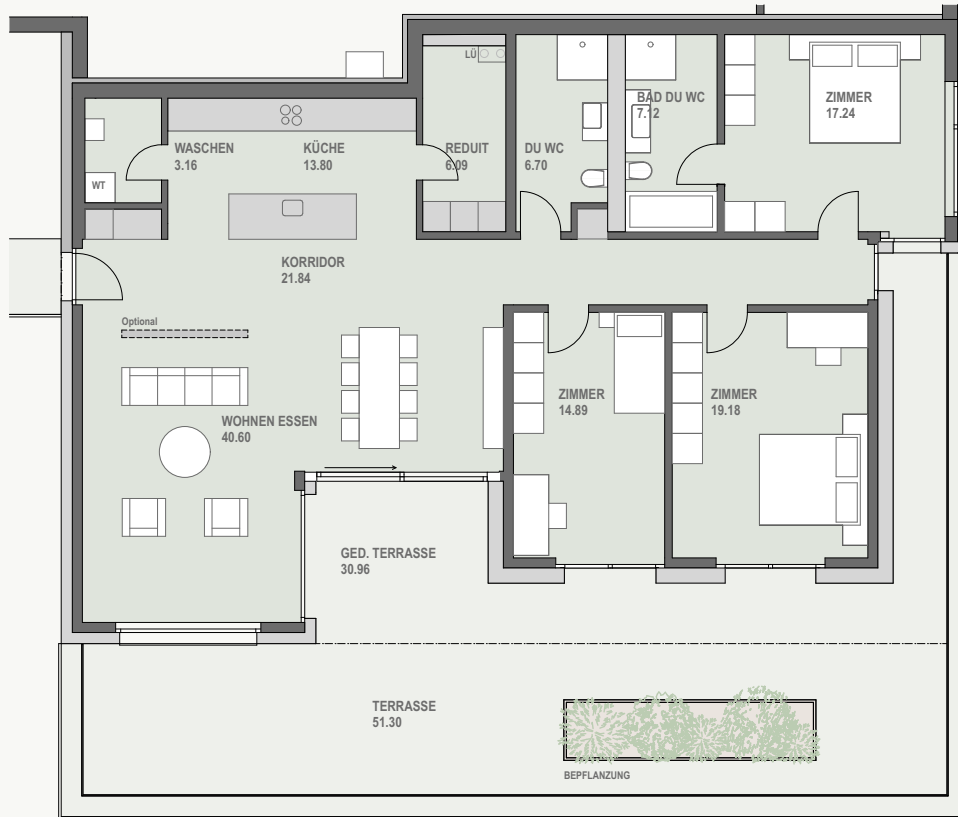 LÜ
BAD DU WC
7.12
ZIMMER
17.24
WASCHEN
3.16
KÜCHE
13.80
REDUIT
6.09
DU WC
6.70
WT
KORRIDOR
21.84
Optional
ZIMMER
14.89
ZIMMER
19.18
WOHNEN ESSEN
40.60
GED. TERRASSE
30.96
TERRASSE
51.30
BEPFLANZUNG